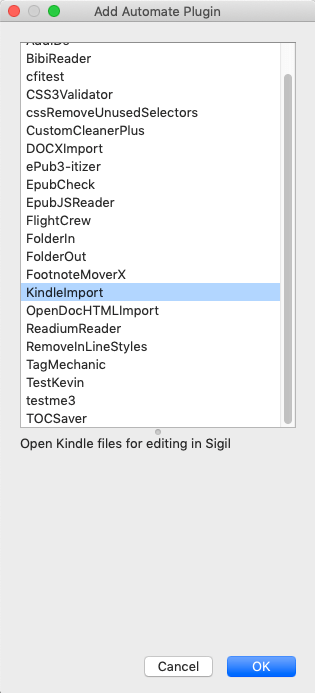 Add Automate Plugin
BibiReader
cfitest
CSS3Validator
cssRemoveUnusedSelectors
CustomCleanerPlus
DOCXImport
ePub3-itizer
EpubCheck
EpubJSReader
FlightCrew
FolderIn
FolderOut
FootnoteMoverX
KindleImport
OpenDocHTMLImport
ReadiumReader
RemoveInLineStyles
TagMechanic
TestKevin
testme3
TOCSaver
Open Kindle files for editing in Sigil
Cancel
OK